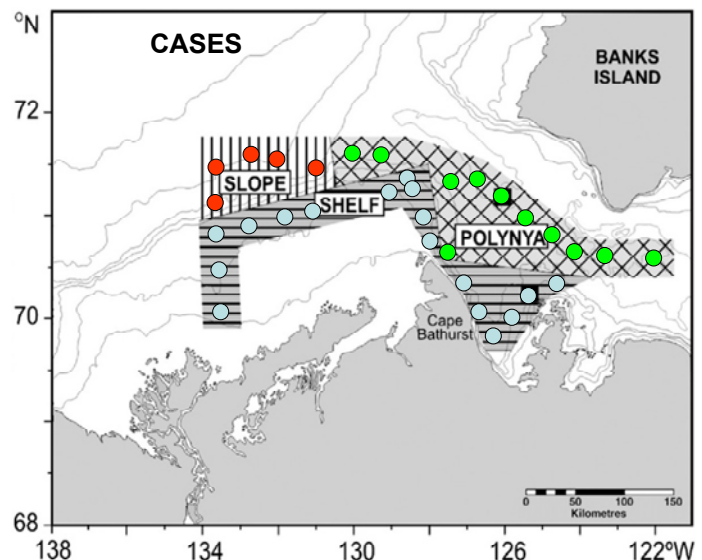 °N
CASES
BANKS
ISLAND
72
SLOPE
SHELF
POLYNYA
70
Cape
Bathurst
0 50 100 150
Kilometres
68
138 134 130 126 122°W